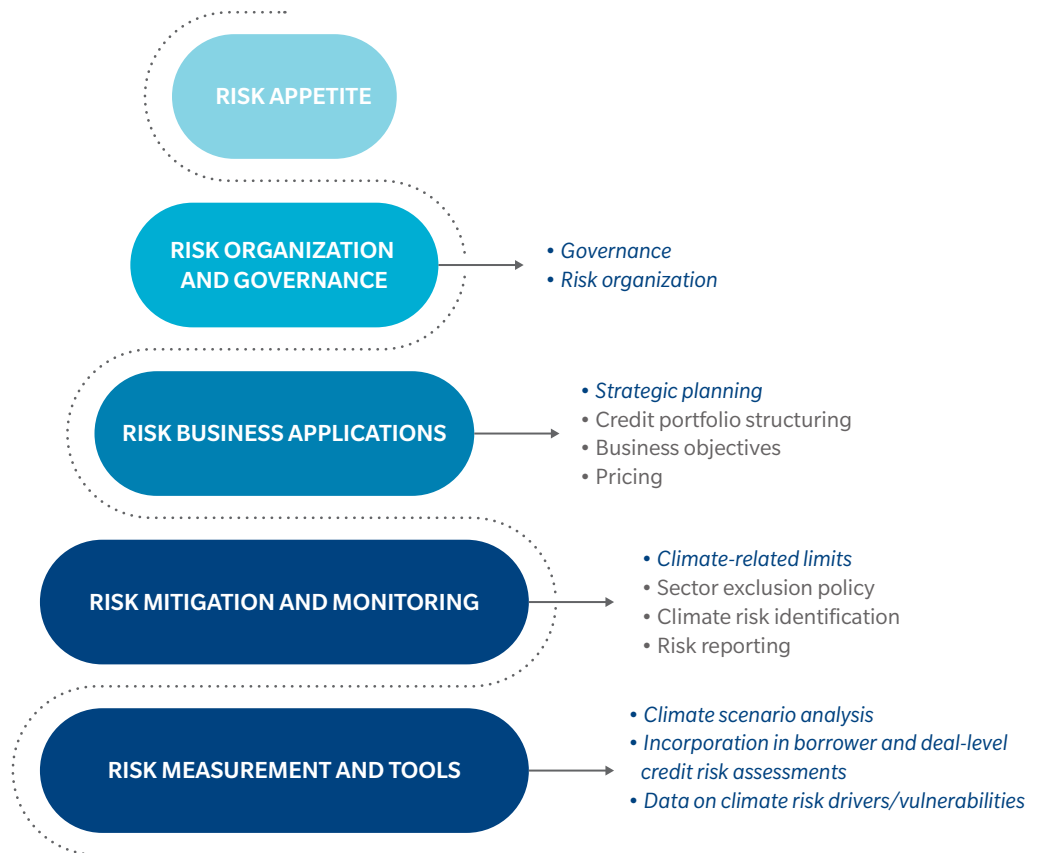 RISK APPETITE
RISK ORGANIZATION
AND GOVERNANCE
• Governance
• Risk organization
RISK BUSINESS APPLICATIONS
• Strategic planning
• Credit portfolio structuring
• Business objectives
• Pricing
RISK MITIGATION AND MONITORING
• Climate-related limits
• Sector exclusion policy
• Climate risk identification
• Risk reporting
RISK MEASUREMENT AND TOOLS
• Climate scenario analysis
• Incorporation in borrower and deal-level
credit risk assessments
• Data on climate risk drivers/vulnerabilities